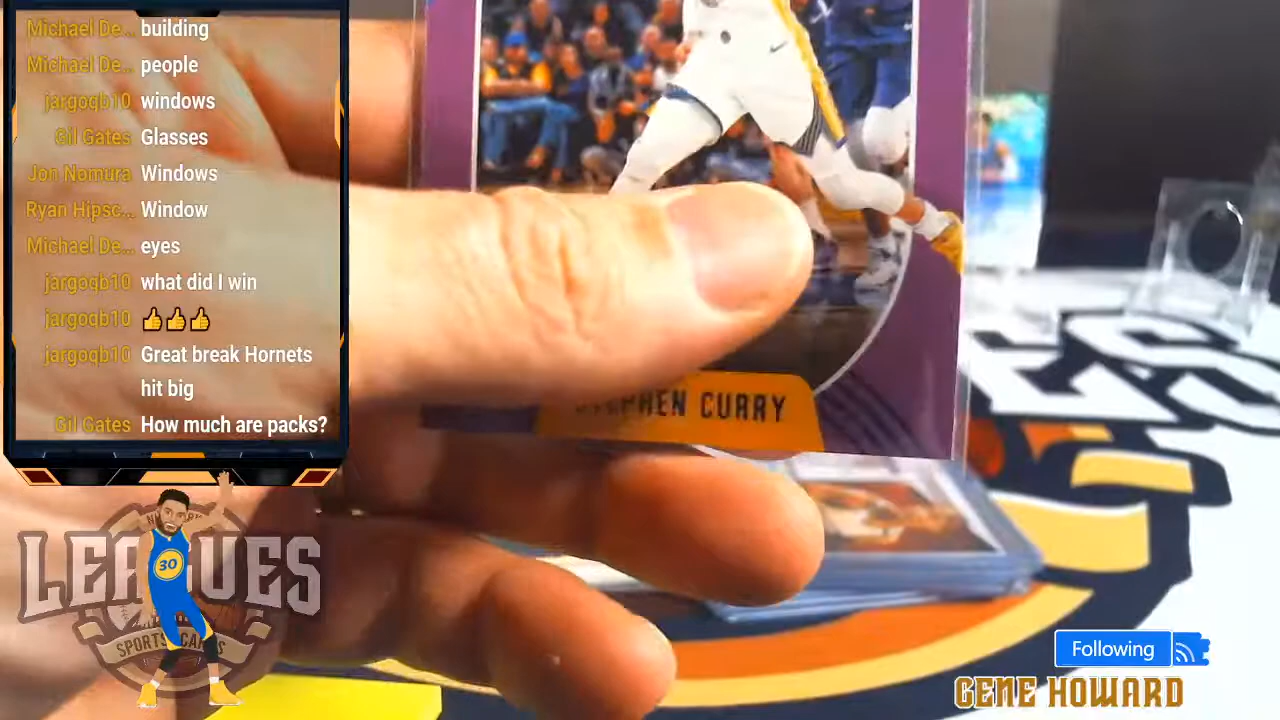 Michael De... building
Michael De... people
jargoqb10 windows
Gil Gates Glasses
Jon Nomura Windows
Ryan Hipsc... Window
Michael De... eyes
jargoqb10 what did I win
jargoqb10 👍👍👍
jargoqb10 Great break Hornets
hit big
Gil Gates How much are packs?
STEPHEN CURRY
LEAGUES
30
SPORTS CARDS
Following
GENE HOWARD